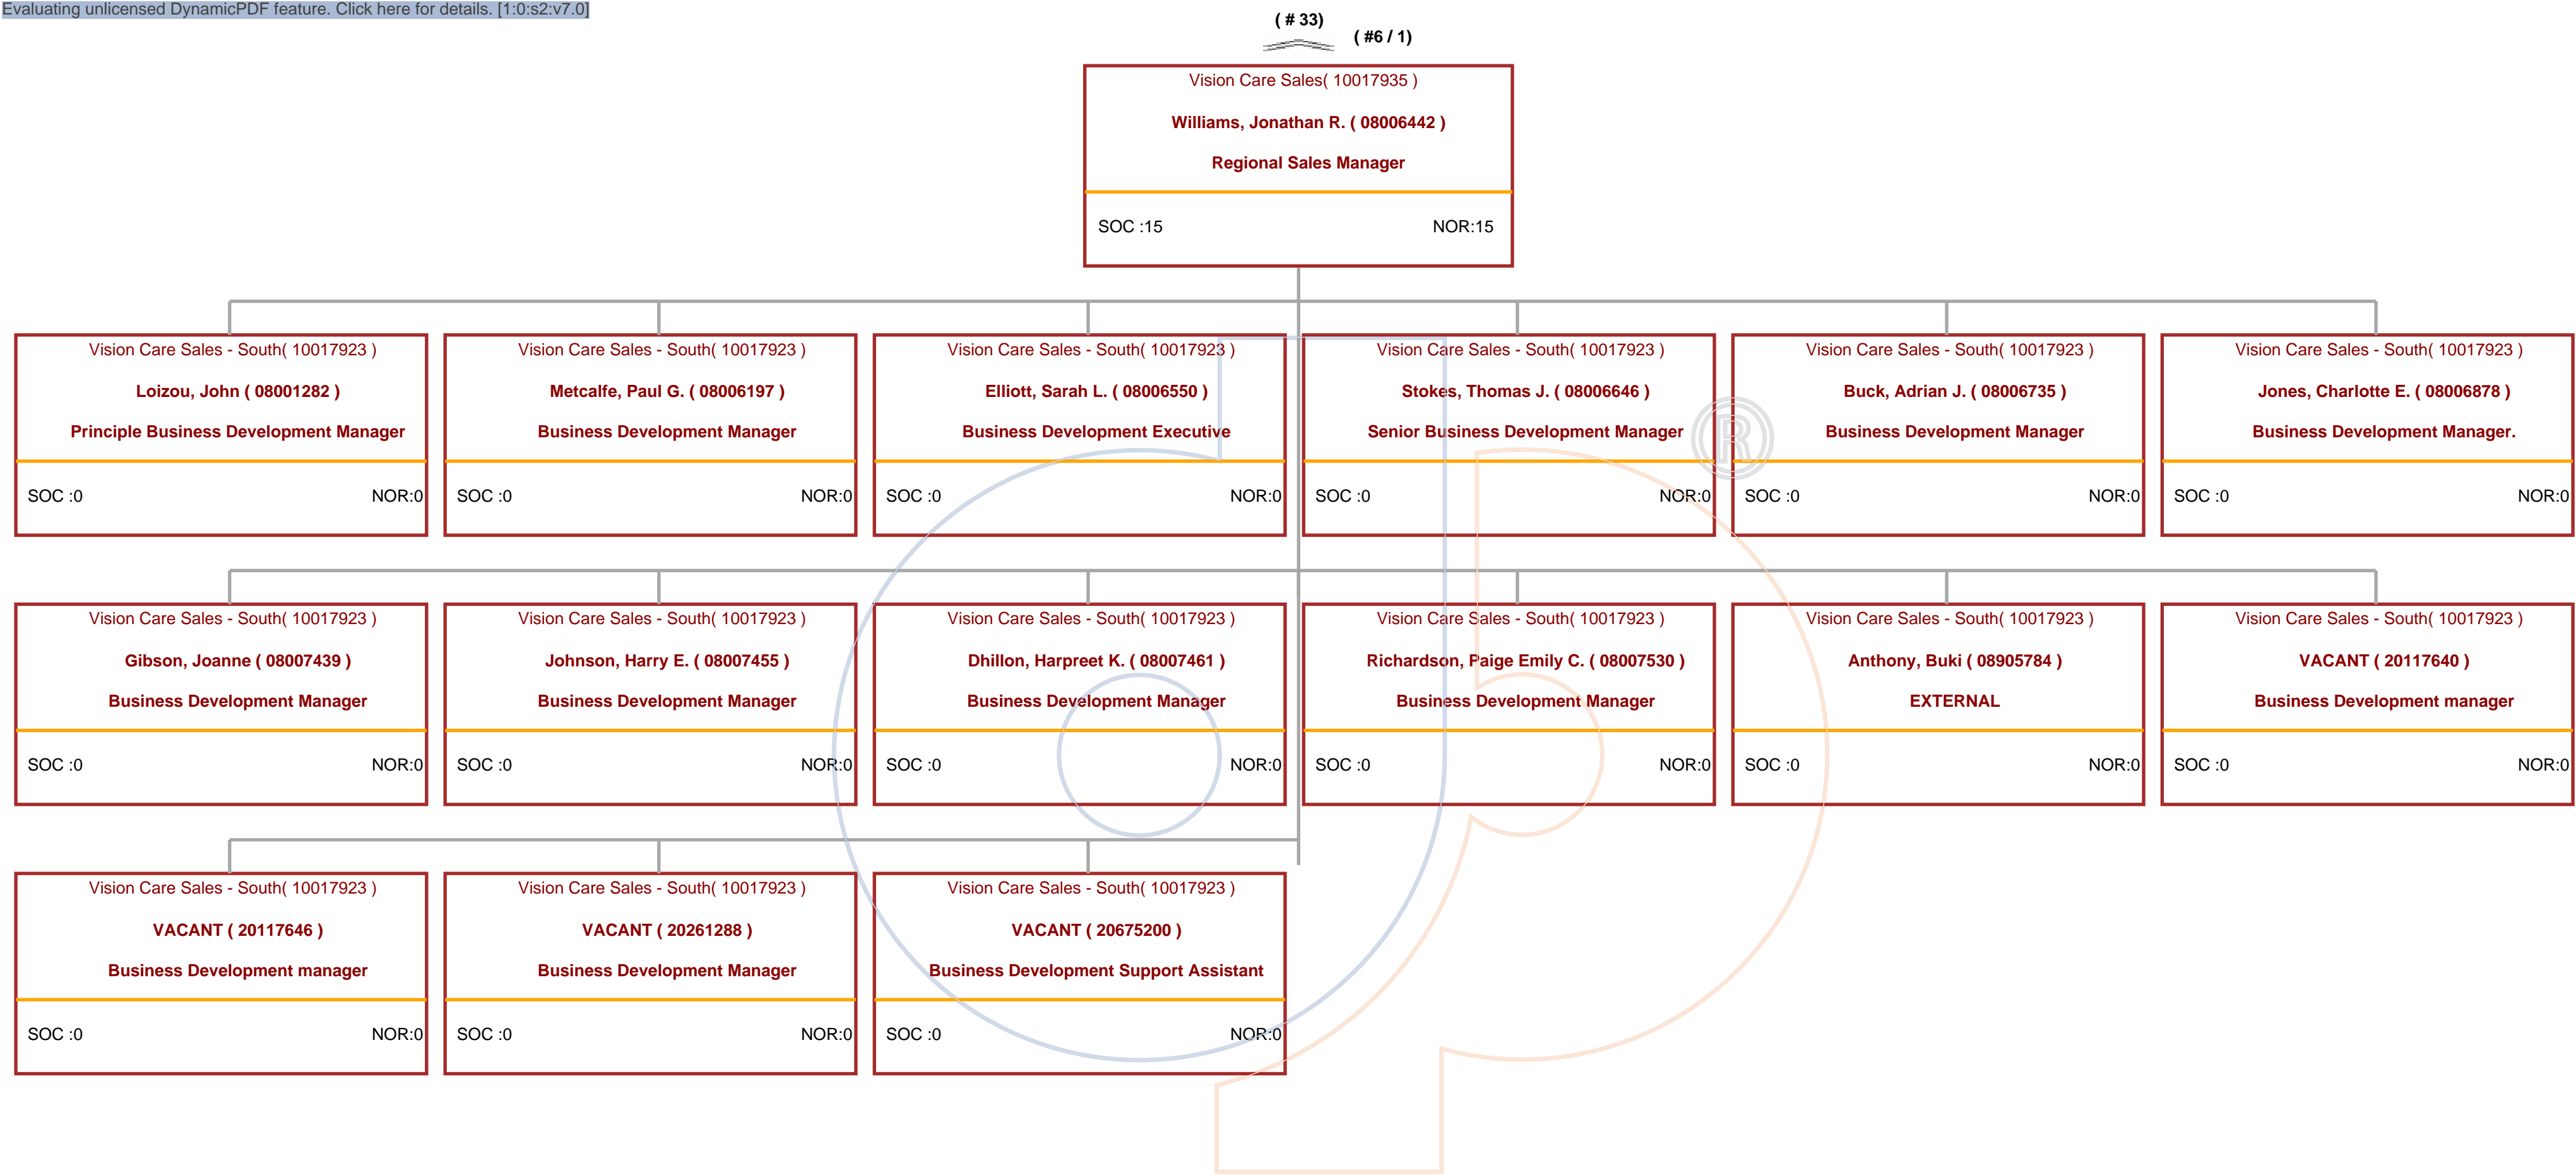 Evaluating unlicensed DynamicPDF feature. Click here for details. [1:0:s2:v7.0]
( # 33)
( #6 / 1)
Vision Care Sales( 10017935 )
Williams, Jonathan R. ( 08006442 )
Regional Sales Manager
SOC :15 NOR:15
Vision Care Sales - South( 10017923 )
Loizou, John ( 08001282 )
Principle Business Development Manager
SOC :0 NOR:0
Vision Care Sales - South( 10017923 )
Metcalfe, Paul G. ( 08006197 )
Business Development Manager
SOC :0 NOR:0
Vision Care Sales - South( 10017923 )
Elliott, Sarah L. ( 08006550 )
Business Development Executive
SOC :0 NOR:0
Vision Care Sales - South( 10017923 )
Stokes, Thomas J. ( 08006646 )
Senior Business Development Manager
SOC :0 NOR:0
Vision Care Sales - South( 10017923 )
Buck, Adrian J. ( 08006735 )
Business Development Manager
SOC :0 NOR:0
Vision Care Sales - South( 10017923 )
Jones, Charlotte E. ( 08006878 )
Business Development Manager.
SOC :0 NOR:0
®
Vision Care Sales - South( 10017923 )
Gibson, Joanne ( 08007439 )
Business Development Manager
SOC :0 NOR:0
Vision Care Sales - South( 10017923 )
Johnson, Harry E. ( 08007455 )
Business Development Manager
SOC :0 NOR:0
Vision Care Sales - South( 10017923 )
Dhillon, Harpreet K. ( 08007461 )
Business Development Manager
SOC :0 NOR:0
Vision Care Sales - South( 10017923 )
Richardson, Paige Emily C. ( 08007530 )
Business Development Manager
SOC :0 NOR:0
Vision Care Sales - South( 10017923 )
Anthony, Buki ( 08905784 )
EXTERNAL
SOC :0 NOR:0
Vision Care Sales - South( 10017923 )
VACANT ( 20117640 )
Business Development manager
SOC :0 NOR:0
Vision Care Sales - South( 10017923 )
VACANT ( 20117646 )
Business Development manager
SOC :0 NOR:0
Vision Care Sales - South( 10017923 )
VACANT ( 20261288 )
Business Development Manager
SOC :0 NOR:0
Vision Care Sales - South( 10017923 )
VACANT ( 20675200 )
Business Development Support Assistant
SOC :0 NOR:0